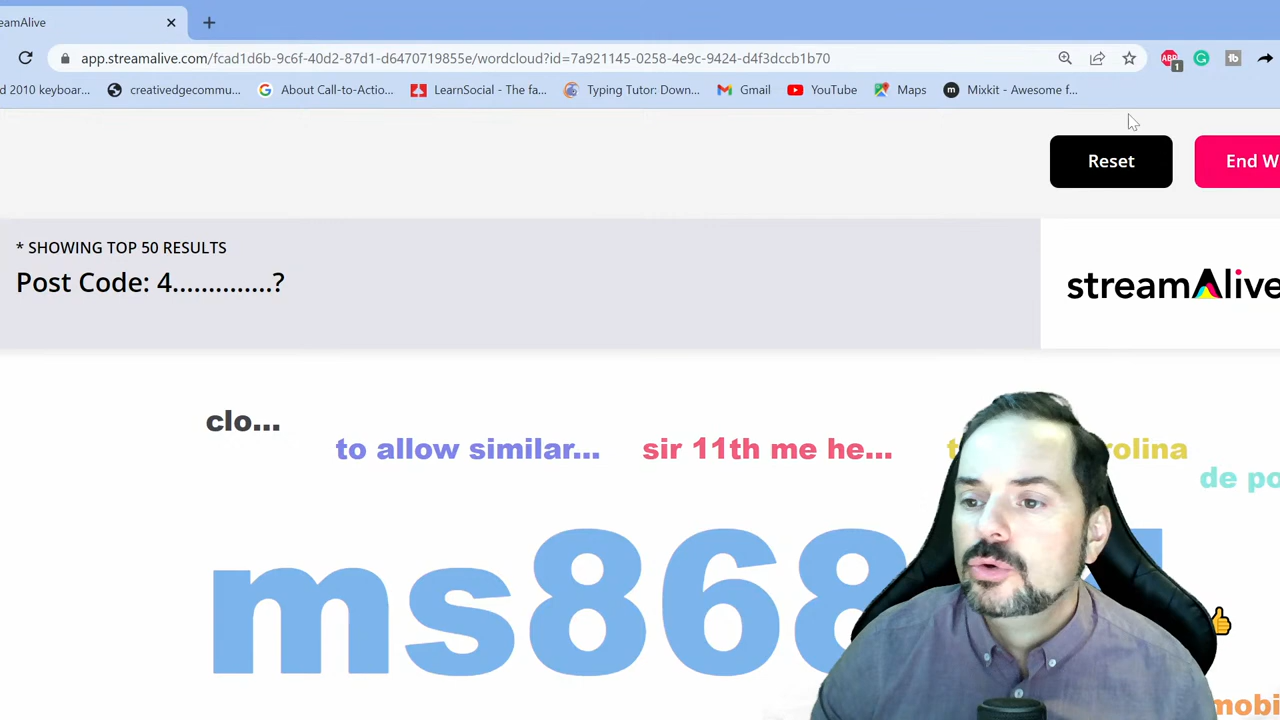 eamAlive
app.streamalive.com/fcad1d6b-9c6f-40d2-87d1-d6470719855e/wordcloud?id=7a921145-0258-4e9c-9424-d4f3dccb1b70
ABP
1
tb
d 2010 keyboar...
creativedgecommu...
About Call-to-Actio...
LearnSocial - The fa...
Typing Tutor: Down...
Gmail
YouTube
Maps
Mixkit - Awesome f...
Reset
End W
* SHOWING TOP 50 RESULTS
Post Code: 4..............?
streamAlive
clo...
to allow similar...
sir 11th me he...
rolina
de po
ms868
mobi